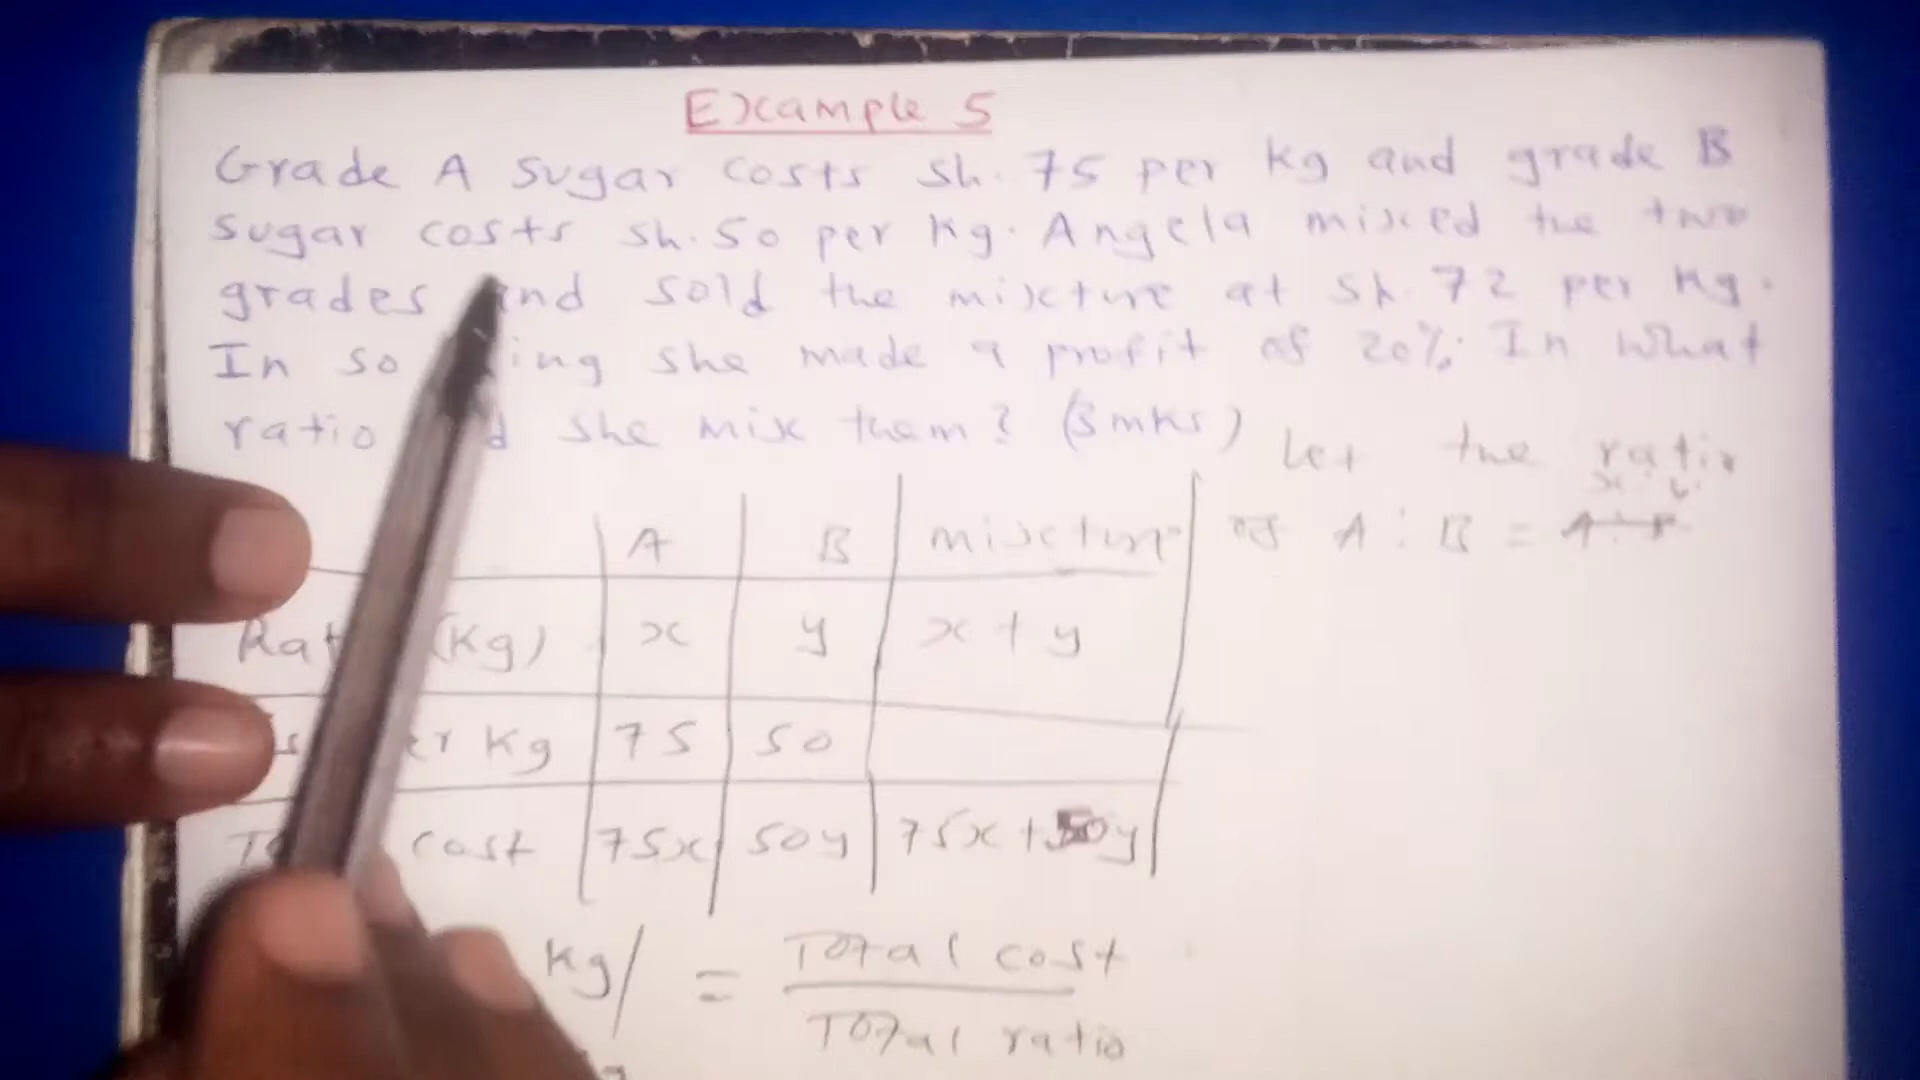 Example 5
Grade A sugar costs sh. 75 per kg and grade B
sugar costs sh. 50 per kg. Angela mixed the two
grades and sold the mixture at sh. 72 per kg.
In so ing she made a profit of 20%. In what
ratio she mix them? (3mks)
Let the ratio
x : y
of A : B = A : B
A B mixture
(Kg) x y x + y
er Kg 75 50
cost 75x 50y 75x + 50y
kg/ = Total cost
Total ratio